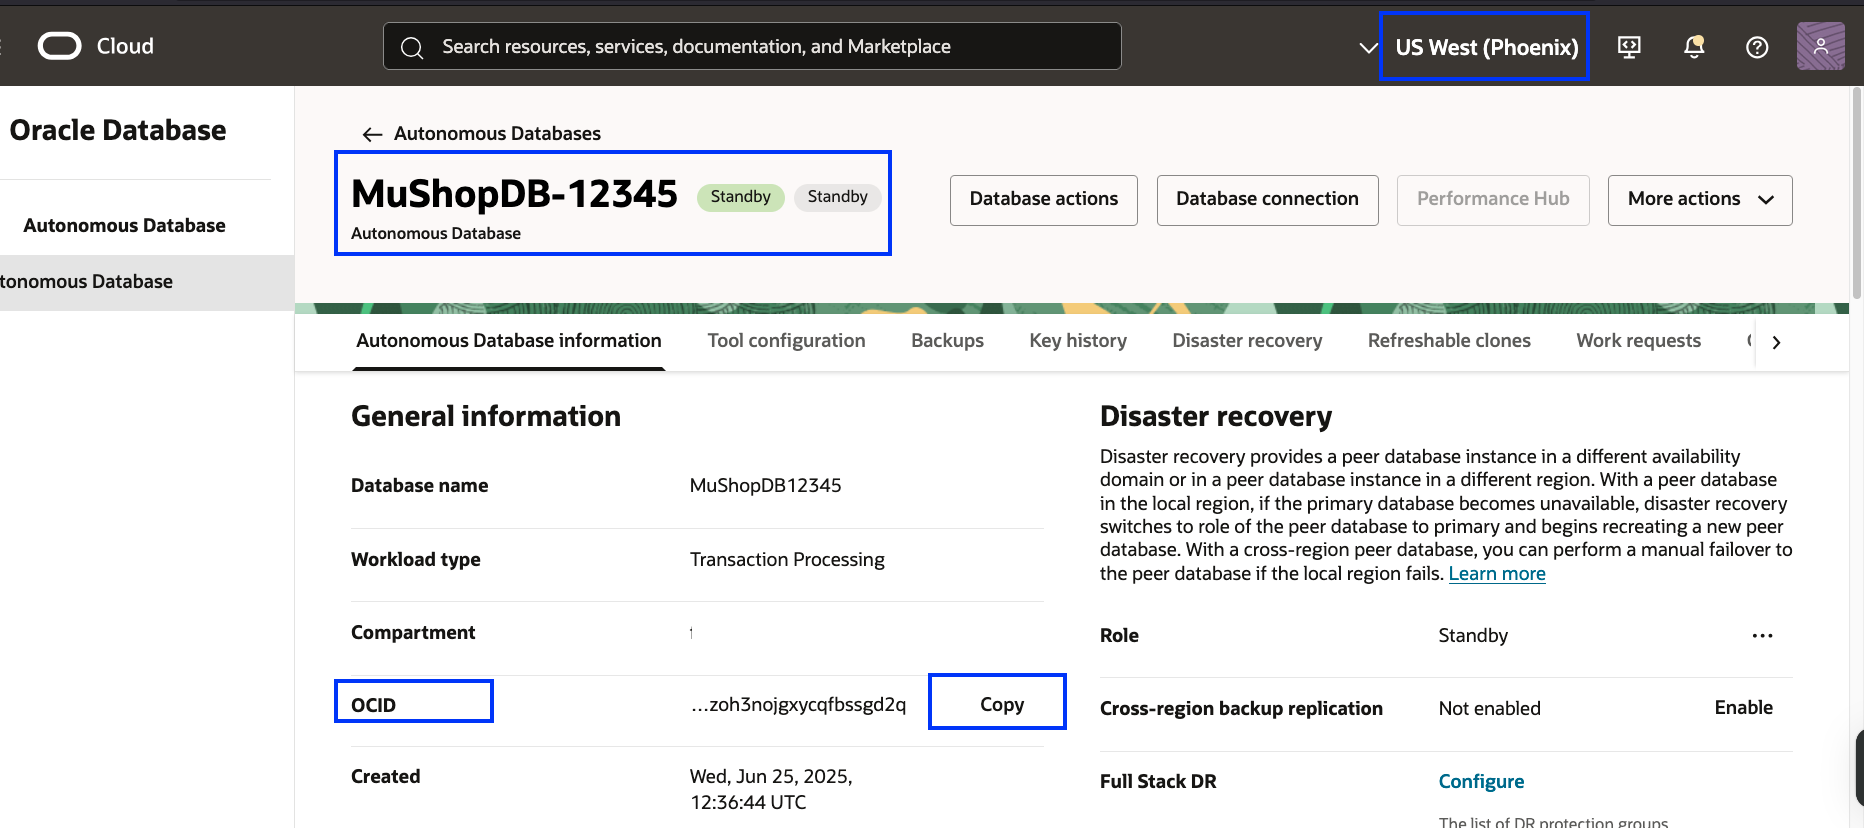 Cloud
Search resources, services, documentation, and Marketplace
US West (Phoenix)
Oracle Database
Autonomous Database
tonomous Database
Autonomous Databases
MuShopDB-12345 Standby Standby
Autonomous Database
Database actions
Database connection
Performance Hub
More actions
Autonomous Database information
Tool configuration
Backups
Key history
Disaster recovery
Refreshable clones
Work requests
General information
Database name MuShopDB12345
Workload type Transaction Processing
Compartment
OCID ...zoh3nojgxycqfbssgd2q Copy
Created Wed, Jun 25, 2025,
12:36:44 UTC
Disaster recovery
Disaster recovery provides a peer database instance in a different availability
domain or in a peer database instance in a different region. With a peer database
in the local region, if the primary database becomes unavailable, disaster recovery
switches to role of the peer database to primary and begins recreating a new peer
database. With a cross-region peer database, you can perform a manual failover to
the peer database if the local region fails. Learn more
Role Standby ...
Cross-region backup replication Not enabled Enable
Full Stack DR Configure
The list of DR protection groups